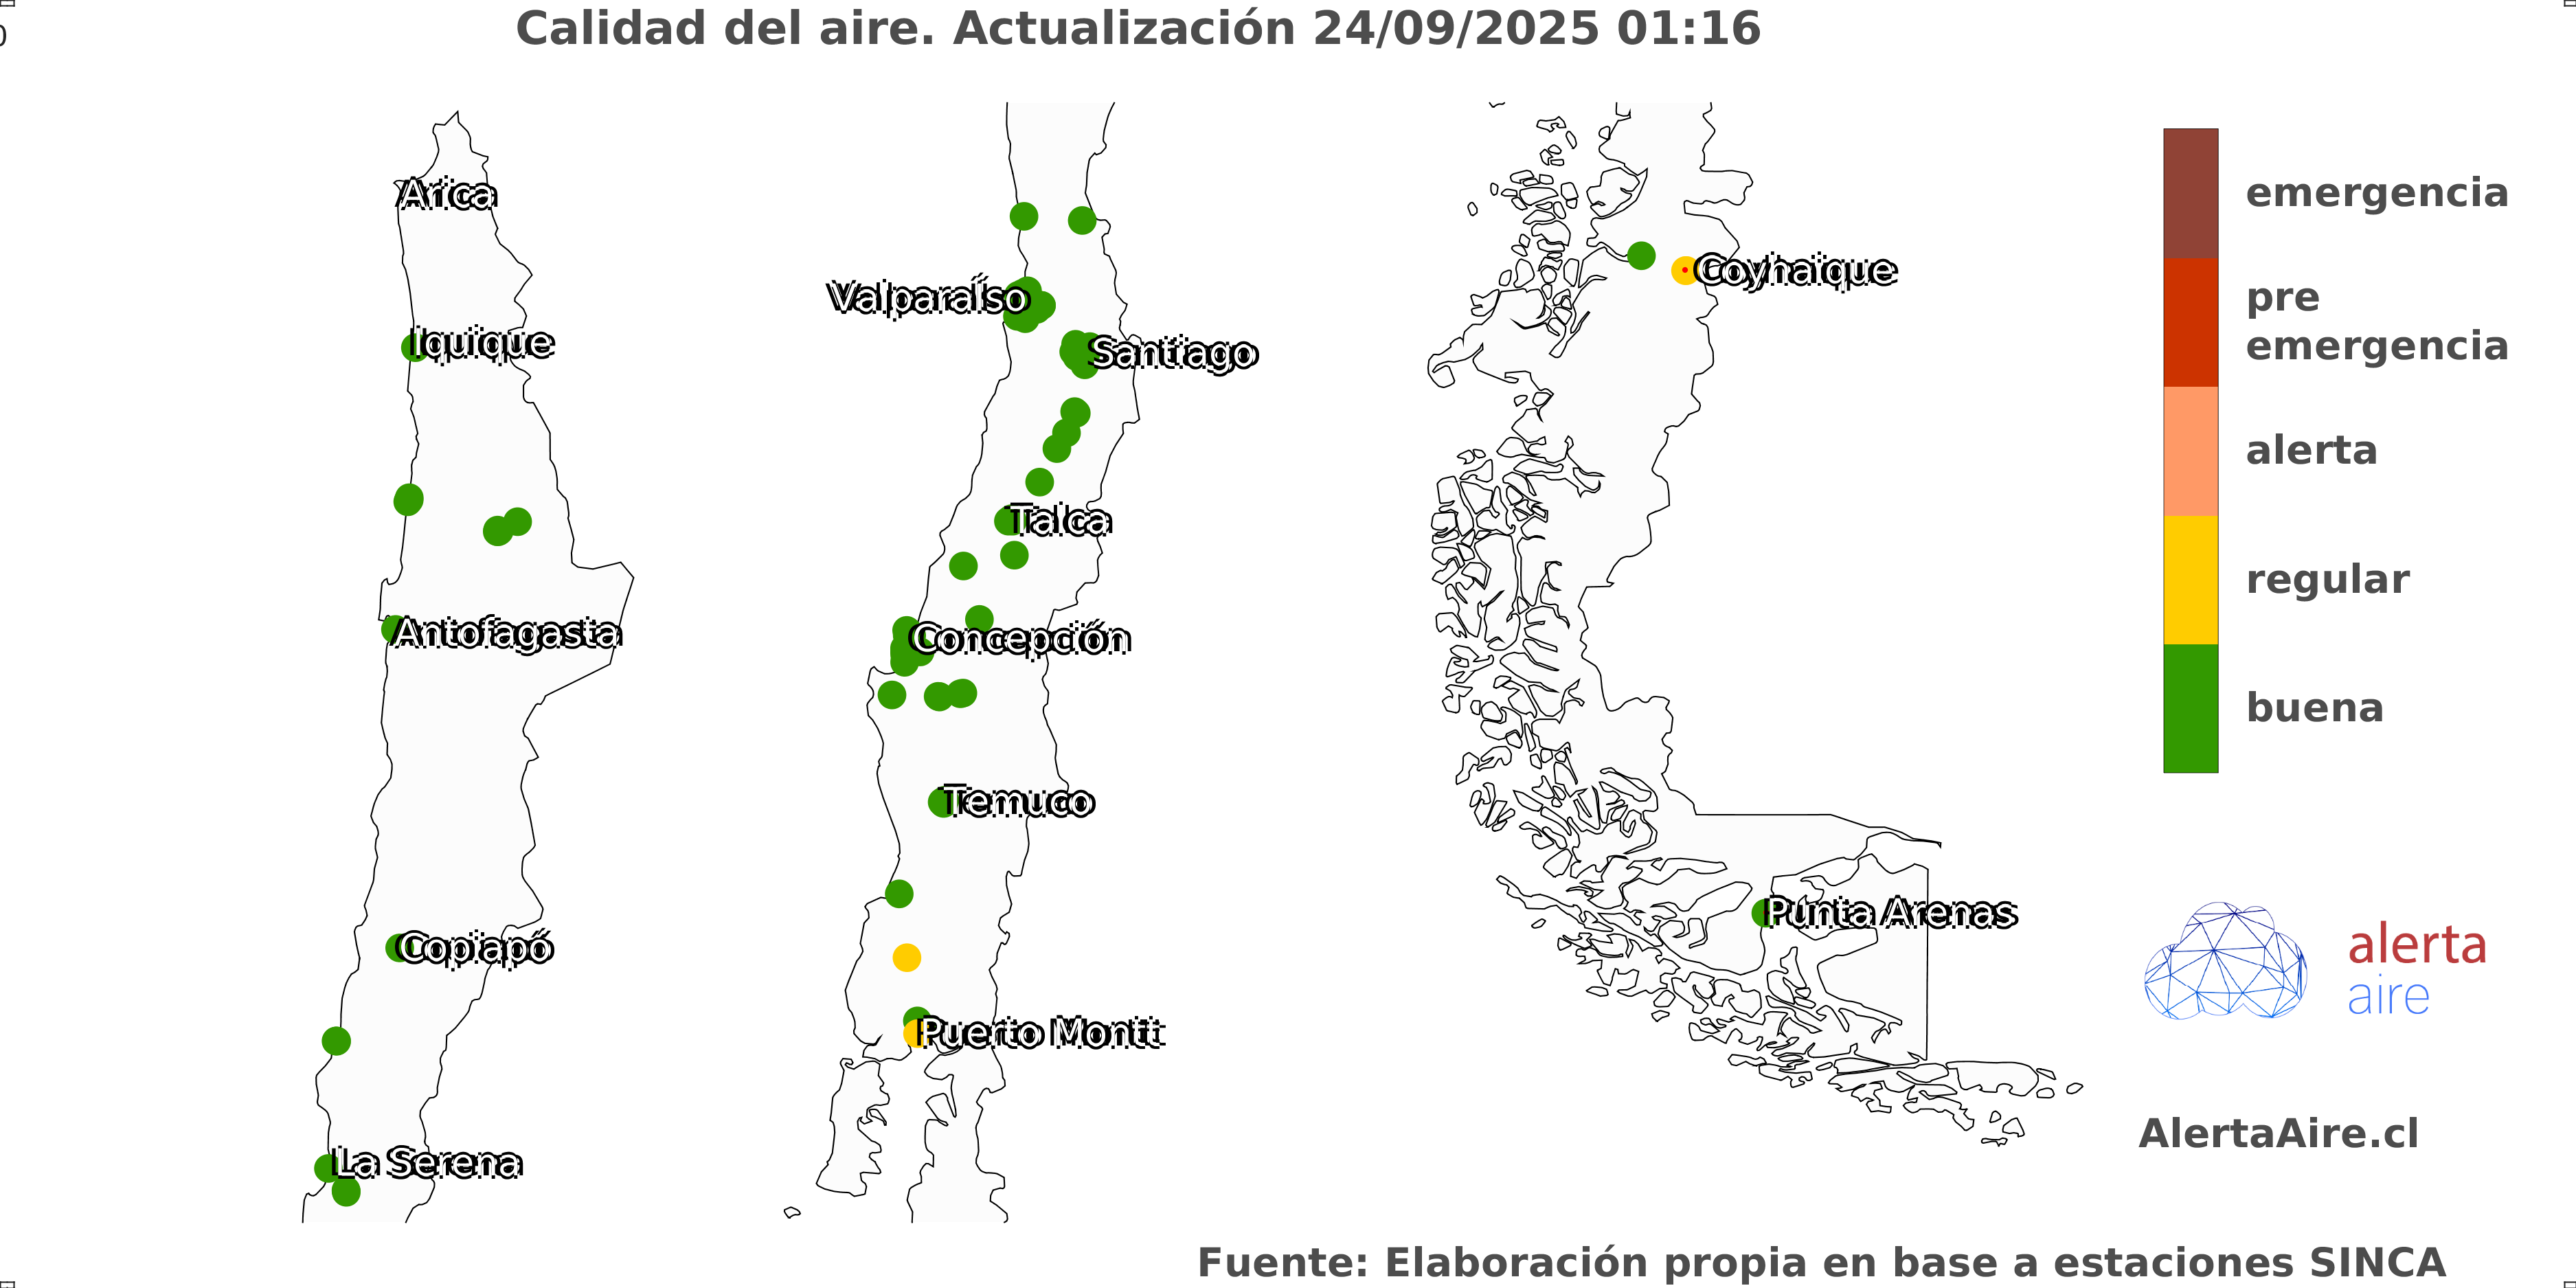 Calidad del aire. Actualización 24/09/2025 01:16
0
Arica
Iquique
Antofagasta
Copiapó
La Serena
Valparaíso
Santiago
Talca
Concepción
Temuco
Puerto Montt
Coyhaique
Punta Arenas
emergencia
pre
emergencia
alerta
regular
buena
alerta
aire
AlertaAire.cl
Fuente: Elaboración propia en base a estaciones SINCA